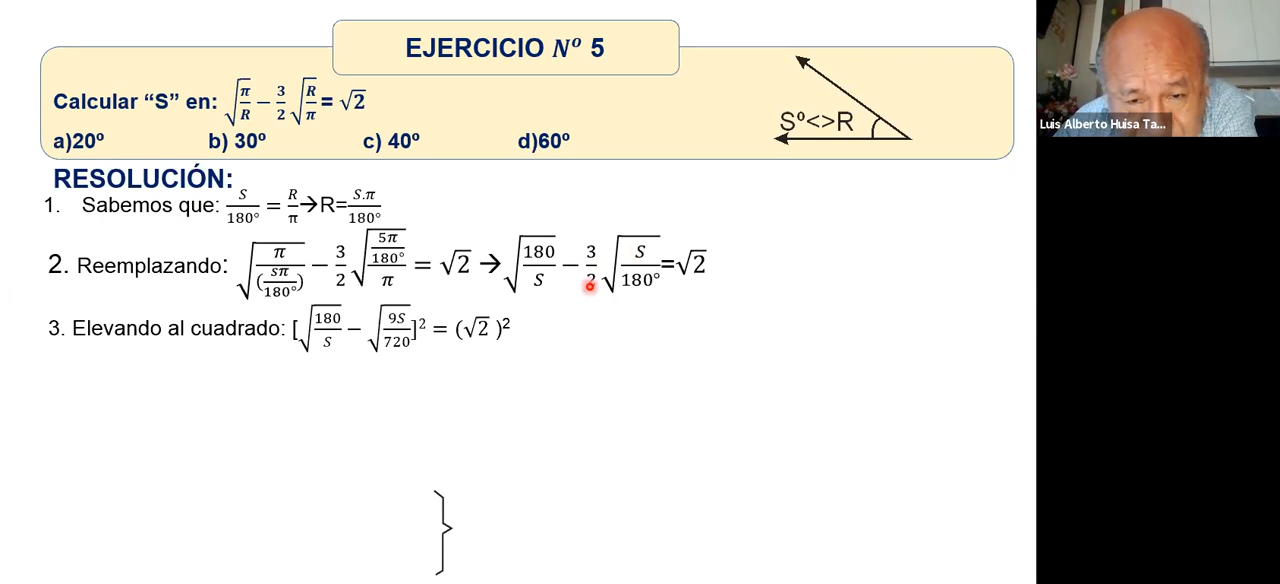 EJERCICIO Nº 5
Calcular “S” en: √(π/R) − 3/2 √(R/π) = √2
a)20º b) 30º c) 40º d)60º
Sº<>R
Luis Alberto Huisa Ta...
RESOLUCIÓN:
1. Sabemos que: S/180° = R/π → R= S.π/180°
2. Reemplazando: √(π/(Sπ/180°)) − 3/2 √((5π/180°)/π) = √2 → √(180/S) − 3/2 √(S/180°) =√2
3. Elevando al cuadrado: [√(180/S) − √(9S/720)]² = (√2 )²